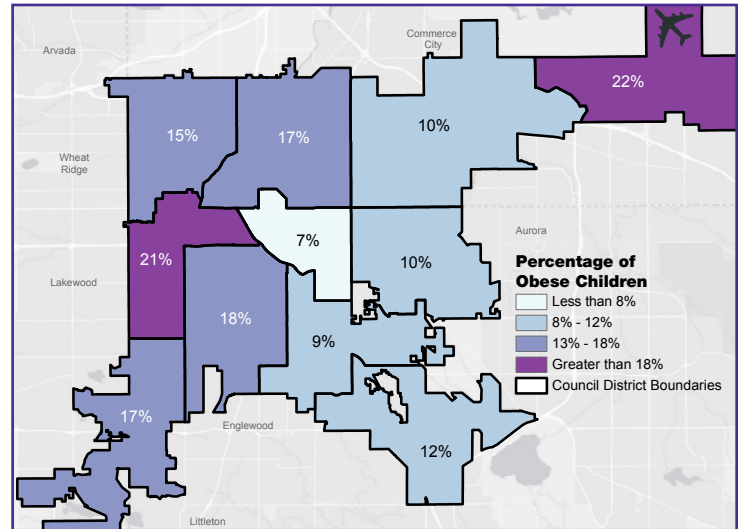 Commerce
City
Arvada
22%
15%
17%
10%
Wheat
Ridge
Aurora
7%
10%
21%
Lakewood
18%
9%
17%
Englewood
12%
Littleton
Percentage of
Obese Children
Less than 8%
8% - 12%
13% - 18%
Greater than 18%
Council District Boundaries